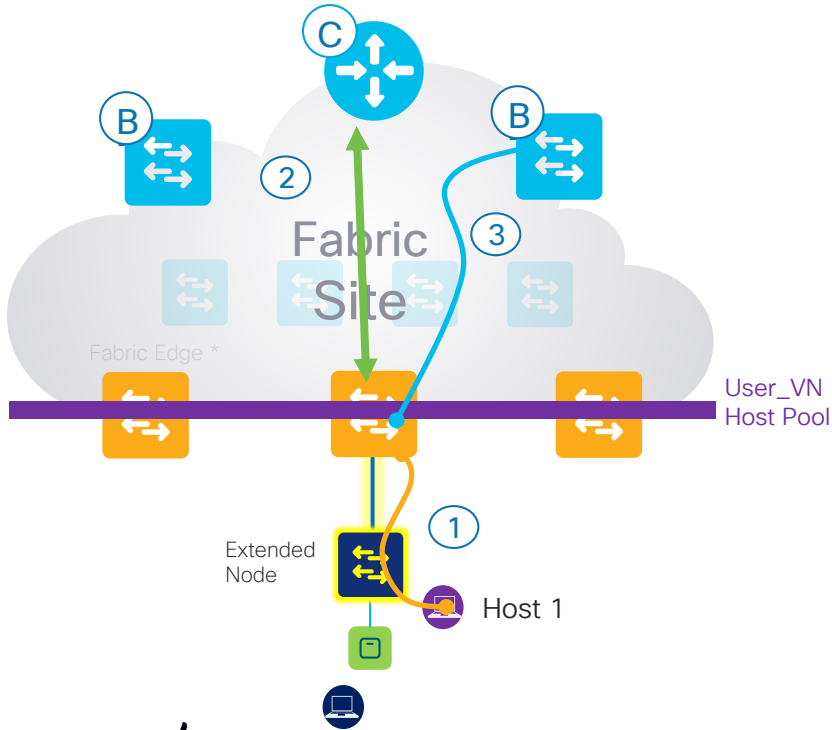 C
B
B
2
3
Fabric
Site
Fabric Edge *
User_VN
Host Pool
1
Extended
Node
Host 1